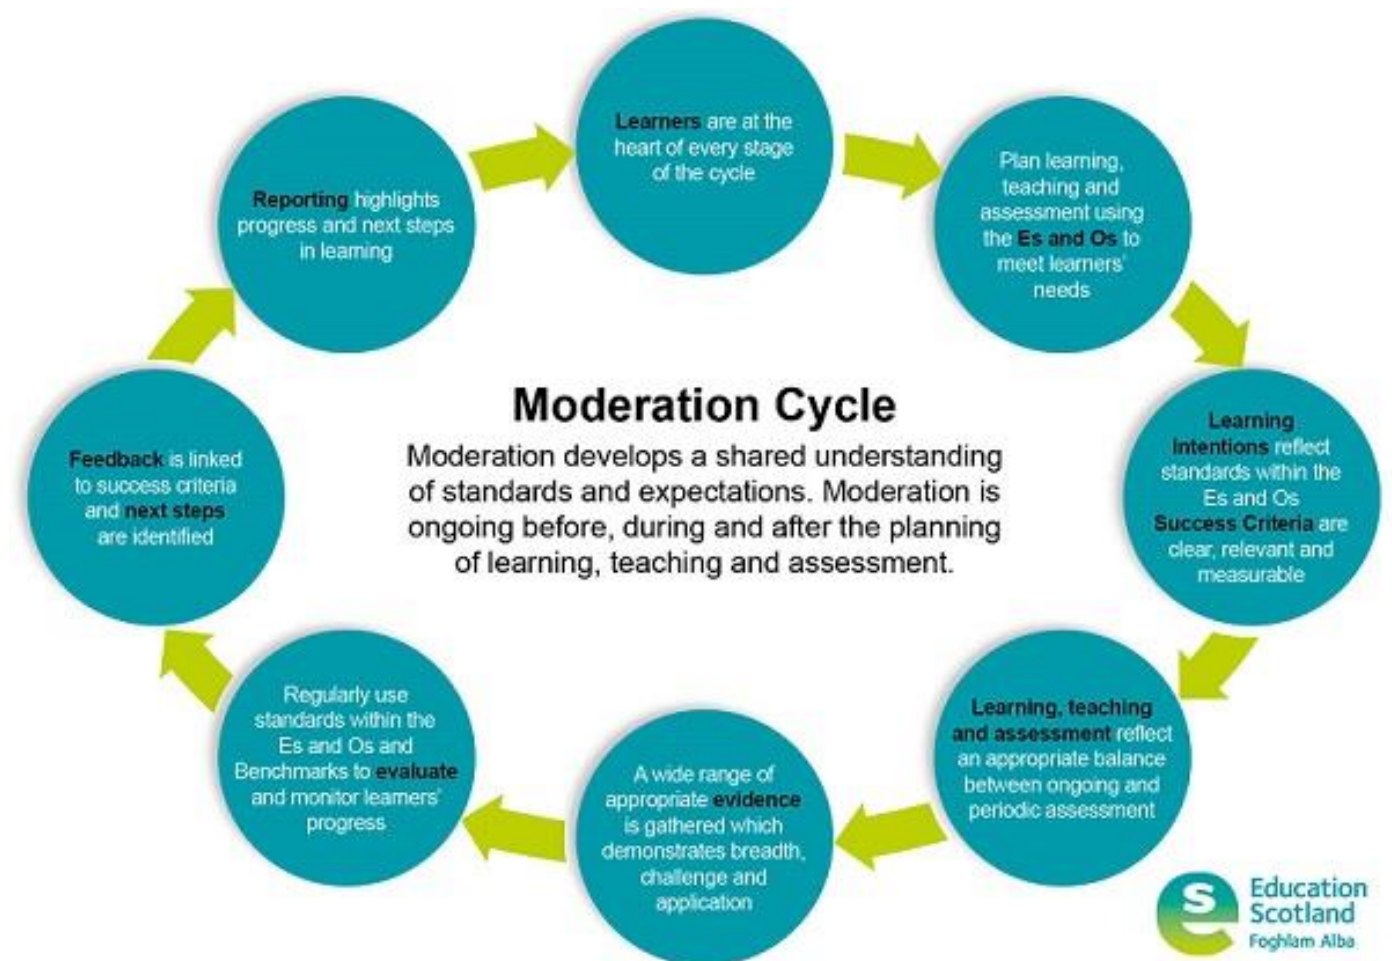 Learners are at the
heart of every stage
of the cycle
Plan learning,
teaching and
assessment using
the Es and Os to
meet learners'
needs
Learning
Intentions reflect
standards within the
Es and Os
Success Criteria are
clear, relevant and
measurable
Learning, teaching
and assessment reflect
an appropriate balance
between ongoing and
periodic assessment
A wide range of
appropriate evidence
is gathered which
demonstrates breadth,
challenge and
application
Regularly use
standards within the
Es and Os and
Benchmarks to evaluate
and monitor learners'
progress
Feedback is linked
to success criteria
and next steps
are identified
Reporting highlights
progress and next steps
in learning
Moderation Cycle
Moderation develops a shared understanding
of standards and expectations. Moderation is
ongoing before, during and after the planning
of learning, teaching and assessment.
Education
Scotland
Foghlam Alba